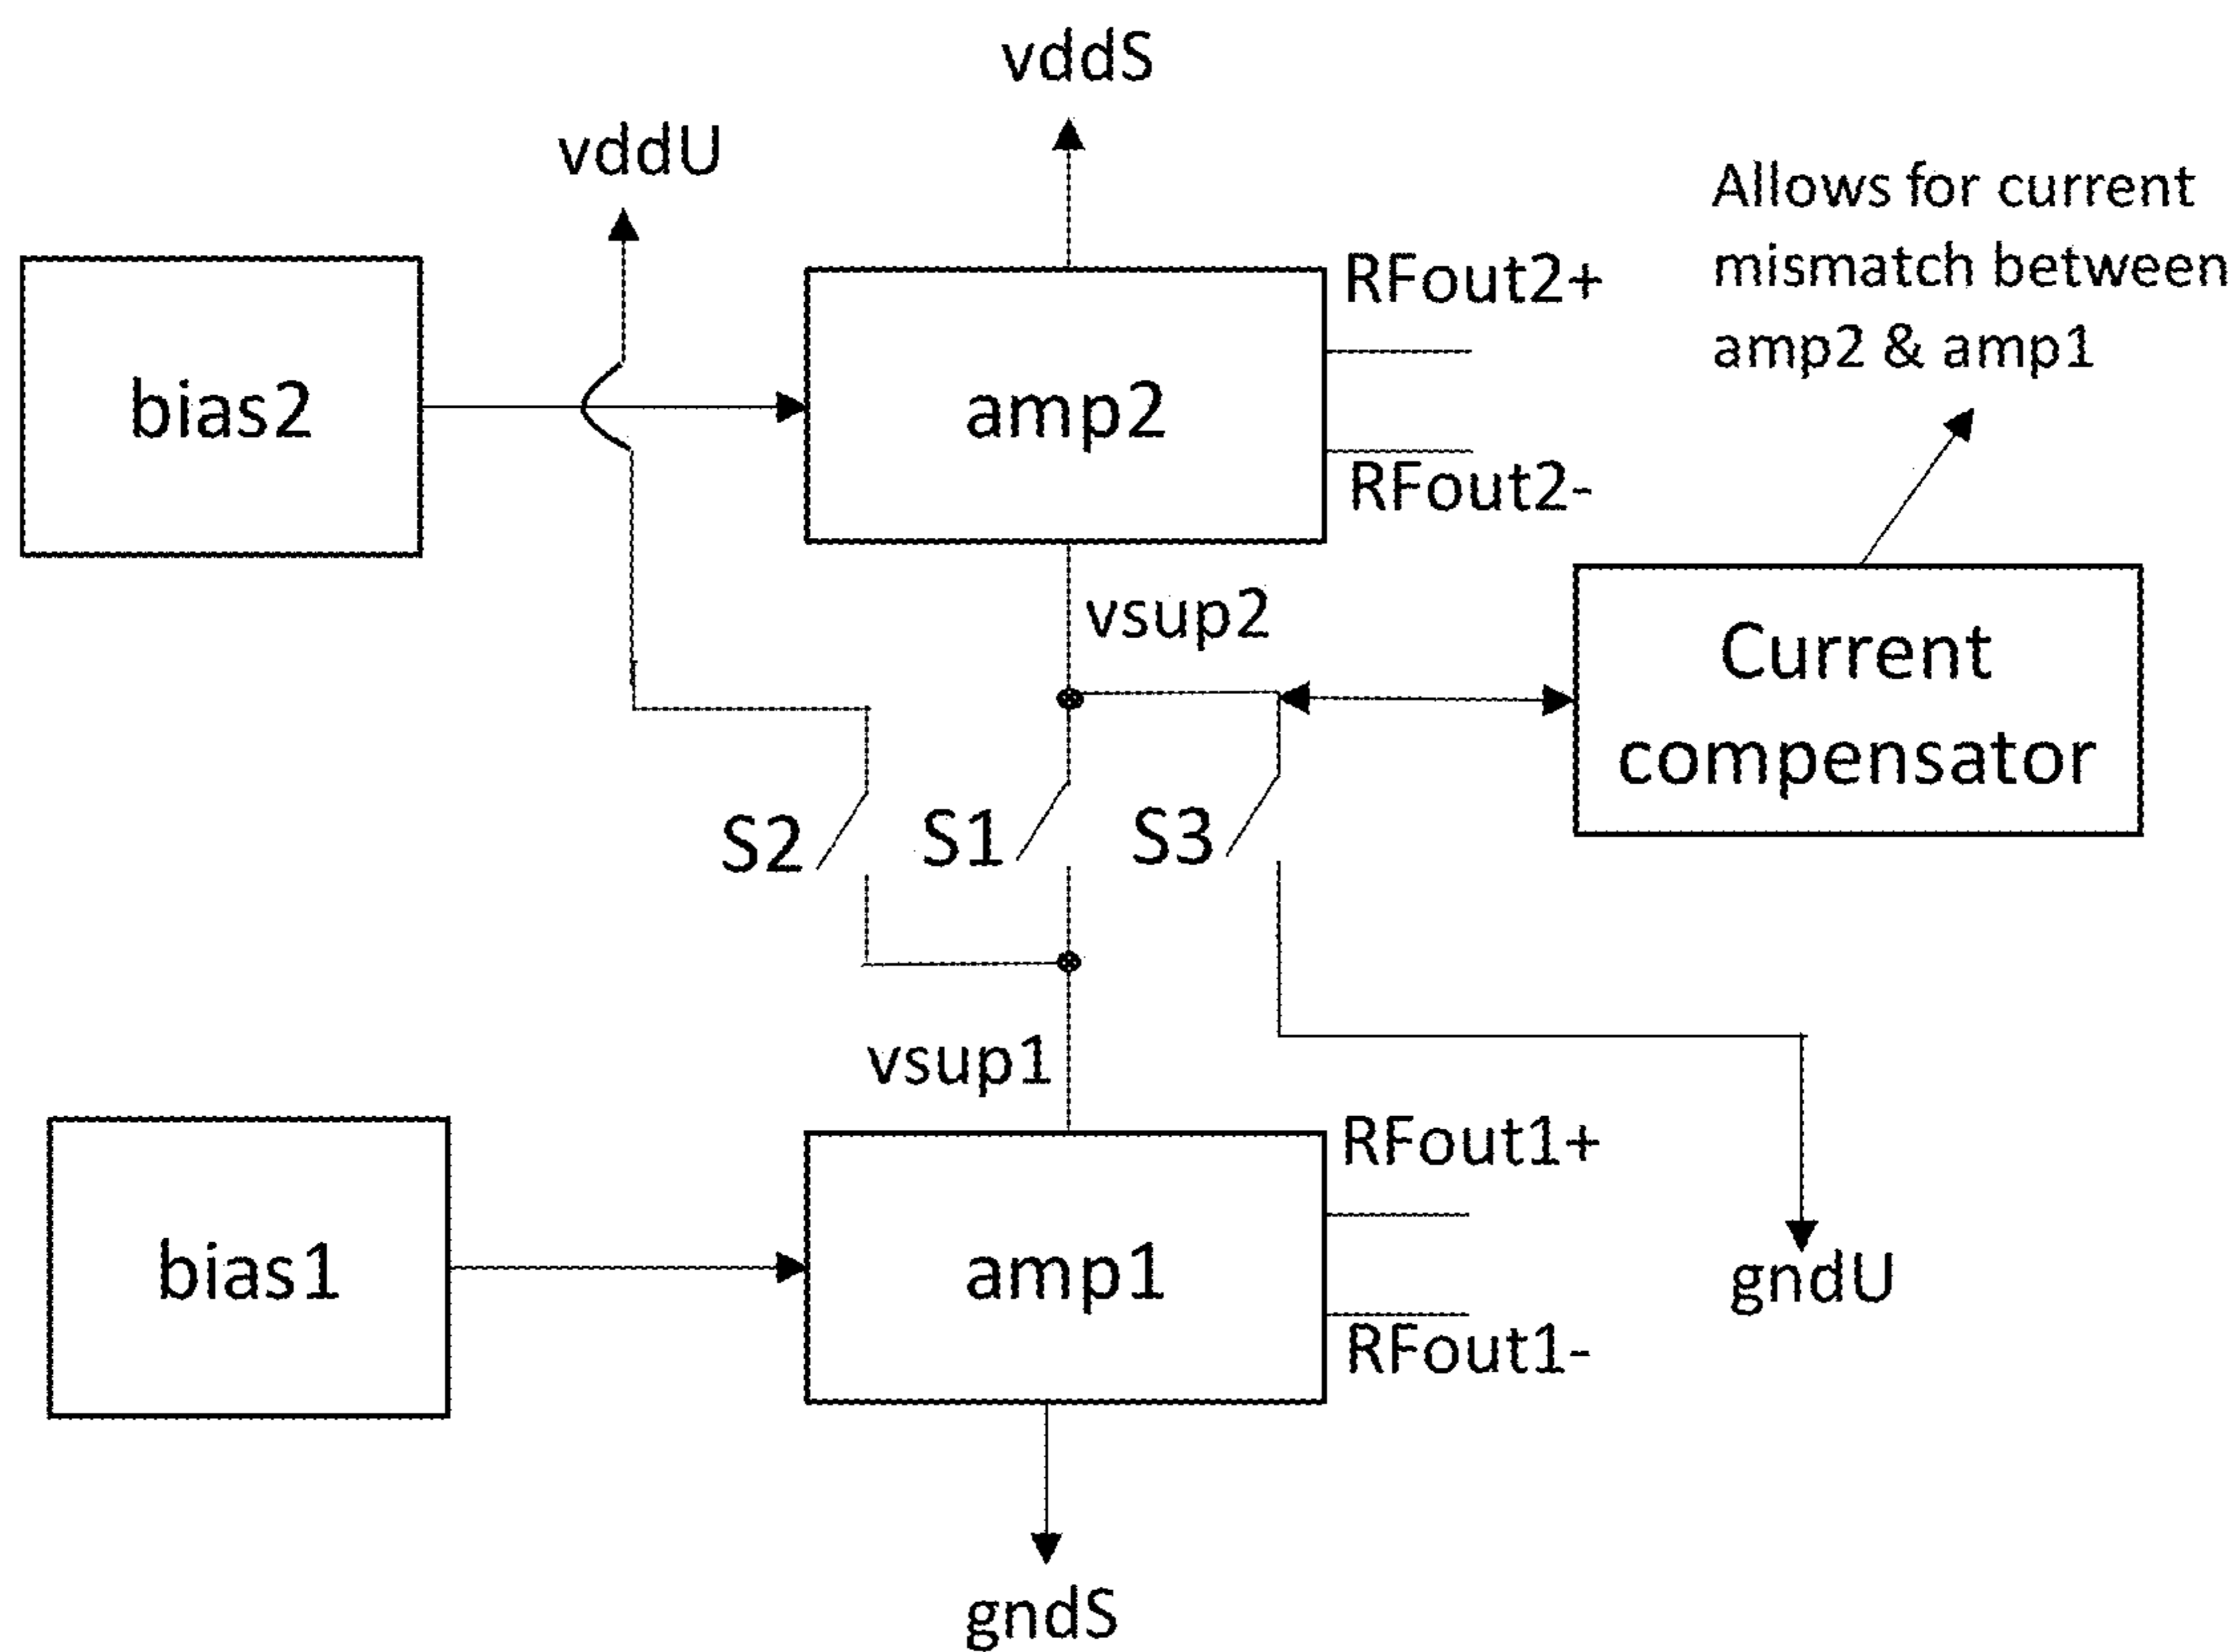 vddS
vddU
Allows for current
mismatch between
amp2 & amp1
RFout2+
bias2
amp2
RFout2-
vsup2
Current
compensator
S2
S1
S3
vsup1
RFout1+
bias1
amp1
gndU
RFout1-
gndS